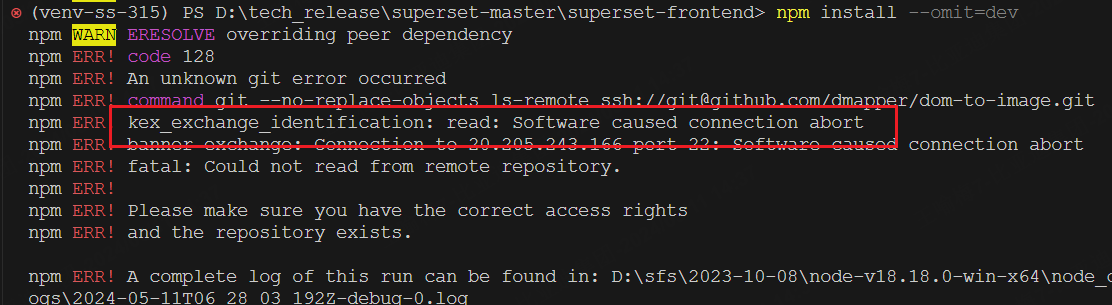 (venv-ss-315) PS D:\tech_release\superset-master\superset-frontend> npm install --omit=dev
npm WARN ERESOLVE overriding peer dependency
npm ERR! code 128
npm ERR! An unknown git error occurred
npm ERR! command git --no-replace-objects ls-remote ssh://git@github.com/dmapper/dom-to-image.git
npm ERR! kex_exchange_identification: read: Software caused connection abort
npm ERR! banner exchange: Connection to 20.205.243.166 port 22: Software caused connection abort
npm ERR! fatal: Could not read from remote repository.
npm ERR!
npm ERR! Please make sure you have the correct access rights
npm ERR! and the repository exists.
npm ERR! A complete log of this run can be found in: D:\sfs\2023-10-08\node-v18.18.0-win-x64\node_c
ogs\2024-05-11T06_28_03_192Z-debug-0.log